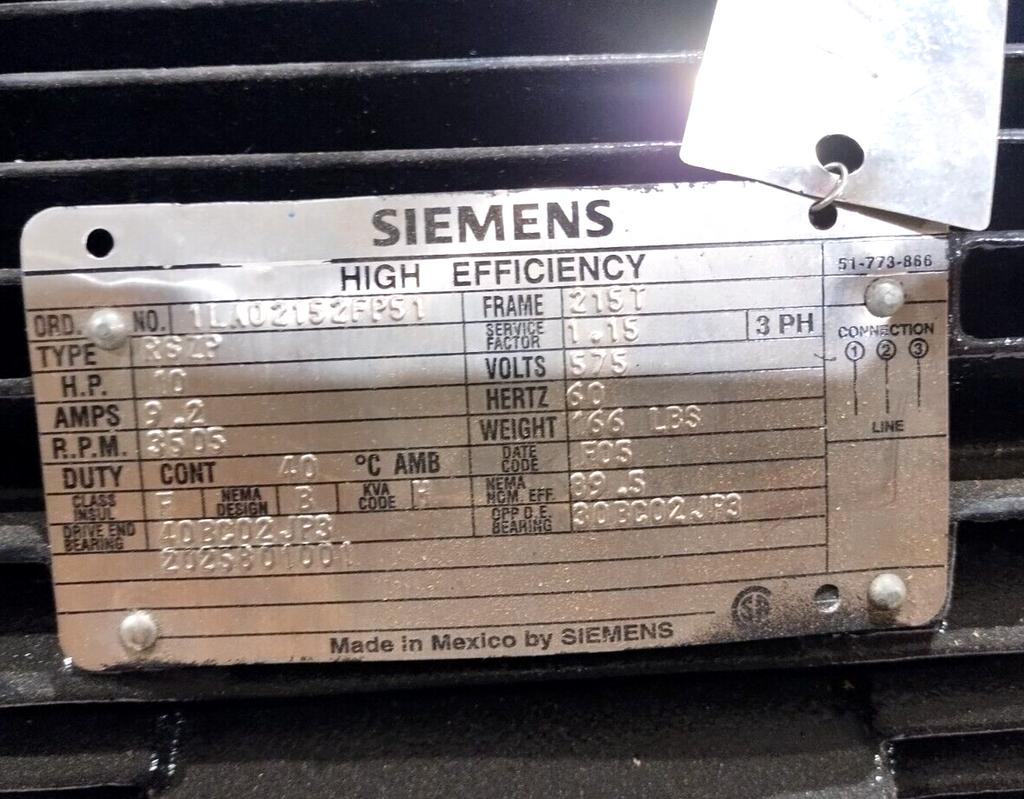 SIEMENS
HIGH EFFICIENCY
51-773-866
ORD. NO. 1LA02152FP51 FRAME 215T
TYPE RGZP SERVICE FACTOR 1.15 3 PH
H.P. 10 VOLTS 575
AMPS 9.2 HERTZ 60
R.P.M. 3505 WEIGHT 166 LBS
DUTY CONT 40 °C AMB DATE CODE F05
CLASS INSUL F NEMA DESIGN B KVA CODE H NEMA NOM. EFF. 89.5
DRIVE END BEARING 40BC02JP3 OPP D.E. BEARING 30BC02JP3
CONNECTION
1 2 3
LINE
Made in Mexico by SIEMENS